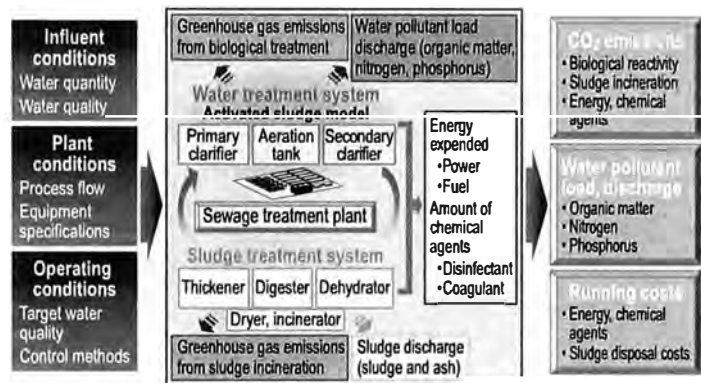 Influent
conditions
Water quantity
Water quality
Plant
conditions
Process flow
Equipment
specifications
Operating
conditions
Target water
quality
Control methods
Greenhouse gas emissions
from biological treatment
Water pollutant load
discharge (organic matter,
nitrogen, phosphorus)
Water treatment system
Activated sludge model
Primary
clarifier
Aeration
tank
Secondary
clarifier
Sewage treatment plant
Sludge treatment system
Thickener
Digester
Dehydrator
Dryer, incinerator
Greenhouse gas emissions
from sludge incineration
Sludge discharge
(sludge and ash)
Energy
expended
•Power
•Fuel
Amount of
chemical
agents
•Disinfectant
•Coagulant
CO₂ emissions
• Biological reactivity
• Sludge incineration
• Energy, chemical
agents
Water pollutant
load, discharge
• Organic matter
• Nitrogen
• Phosphorus
Running costs
• Energy, chemical
agents
• Sludge disposal costs